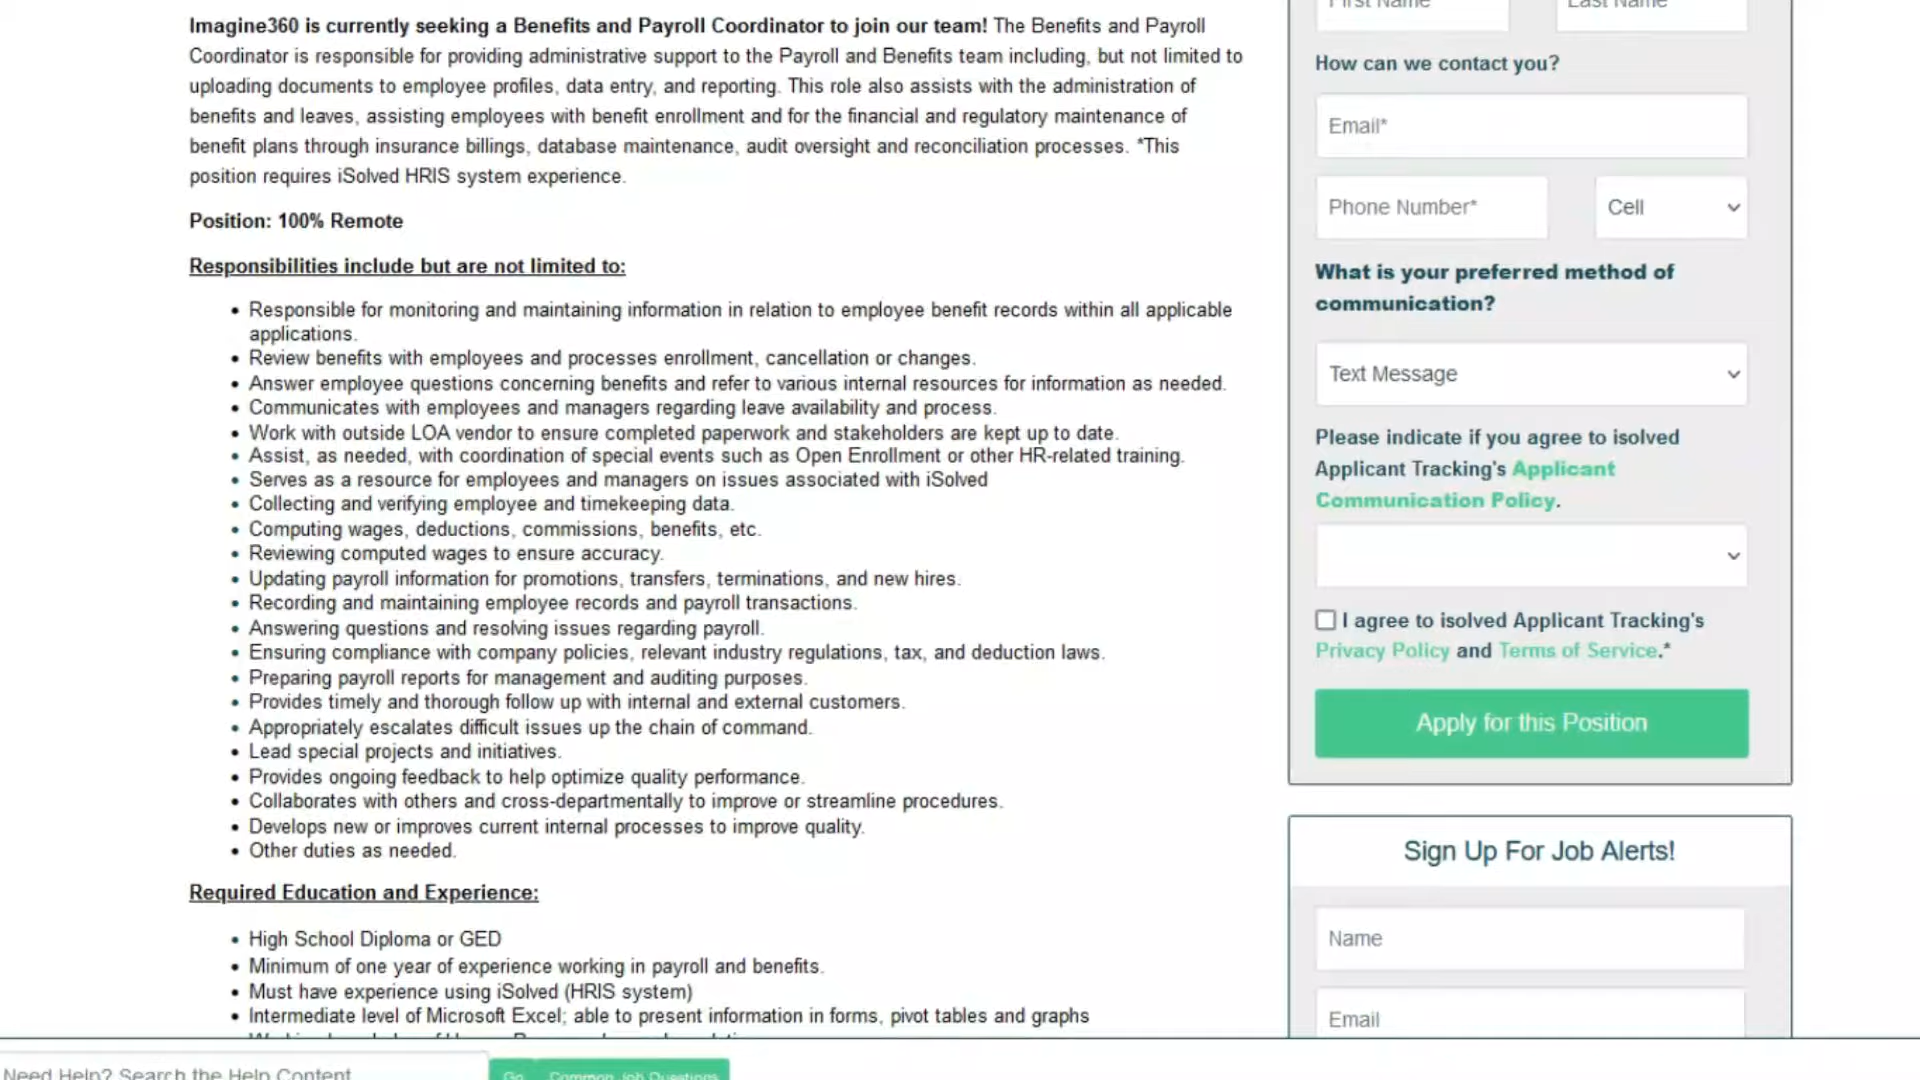 Imagine360 is currently seeking a Benefits and Payroll Coordinator to join our team! The Benefits and Payroll
Coordinator is responsible for providing administrative support to the Payroll and Benefits team including, but not limited to
uploading documents to employee profiles, data entry, and reporting. This role also assists with the administration of
benefits and leaves, assisting employees with benefit enrollment and for the financial and regulatory maintenance of
benefit plans through insurance billings, database maintenance, audit oversight and reconciliation processes. *This
position requires iSolved HRIS system experience.
Position: 100% Remote
Responsibilities include but are not limited to:
• Responsible for monitoring and maintaining information in relation to employee benefit records within all applicable
applications.
• Review benefits with employees and processes enrollment, cancellation or changes.
• Answer employee questions concerning benefits and refer to various internal resources for information as needed.
• Communicates with employees and managers regarding leave availability and process.
• Work with outside LOA vendor to ensure completed paperwork and stakeholders are kept up to date.
• Assist, as needed, with coordination of special events such as Open Enrollment or other HR-related training.
• Serves as a resource for employees and managers on issues associated with iSolved
• Collecting and verifying employee and timekeeping data.
• Computing wages, deductions, commissions, benefits, etc.
• Reviewing computed wages to ensure accuracy.
• Updating payroll information for promotions, transfers, terminations, and new hires.
• Recording and maintaining employee records and payroll transactions.
• Answering questions and resolving issues regarding payroll.
• Ensuring compliance with company policies, relevant industry regulations, tax, and deduction laws.
• Preparing payroll reports for management and auditing purposes.
• Provides timely and thorough follow up with internal and external customers.
• Appropriately escalates difficult issues up the chain of command.
• Lead special projects and initiatives.
• Provides ongoing feedback to help optimize quality performance.
• Collaborates with others and cross-departmentally to improve or streamline procedures.
• Develops new or improves current internal processes to improve quality.
• Other duties as needed.
Required Education and Experience:
• High School Diploma or GED
• Minimum of one year of experience working in payroll and benefits.
• Must have experience using iSolved (HRIS system)
• Intermediate level of Microsoft Excel; able to present information in forms, pivot tables and graphs
First Name Last Name
How can we contact you?
Email*
Phone Number* Cell
What is your preferred method of
communication?
Text Message
Please indicate if you agree to isolved
Applicant Tracking's Applicant
Communication Policy.
I agree to isolved Applicant Tracking's
Privacy Policy and Terms of Service.*
Apply for this Position
Sign Up For Job Alerts!
Name
Email
Need Help? Search the Help Content
Go Common Job Questions